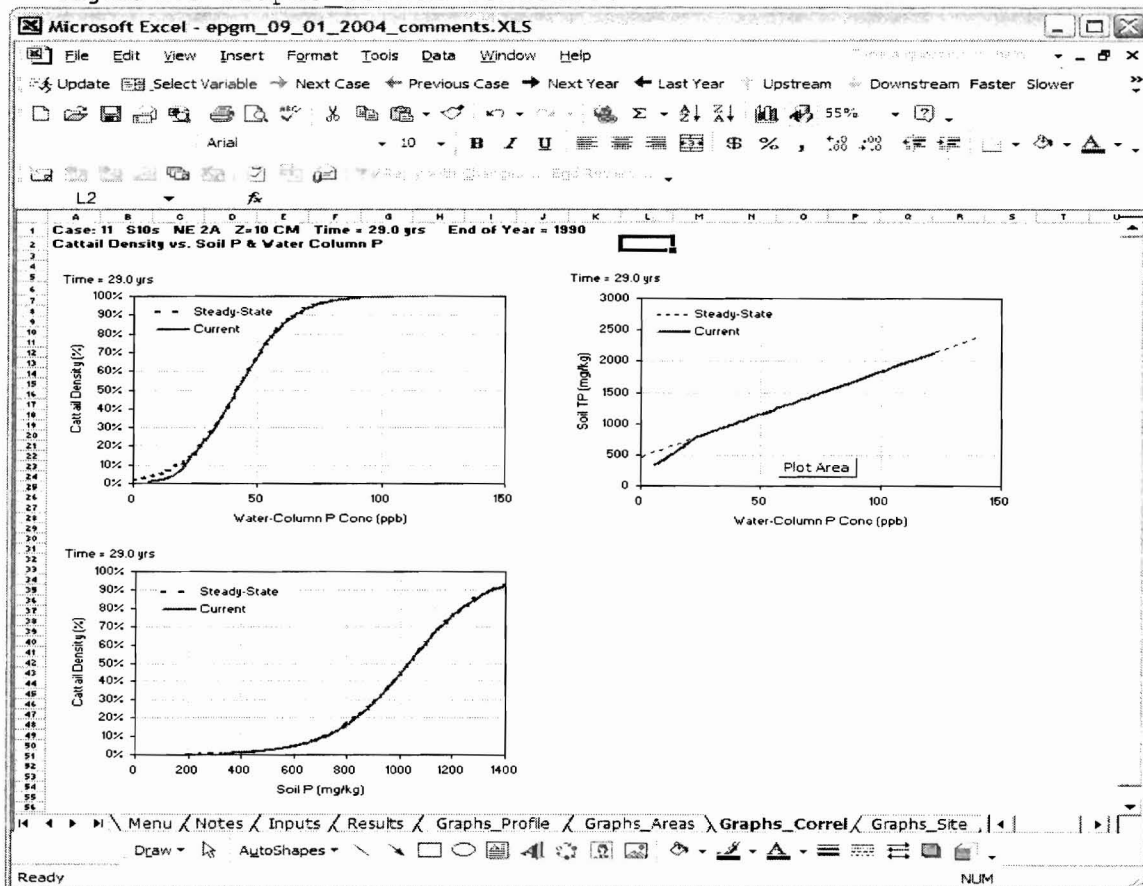 Microsoft Excel - epgm_09_01_2004_comments.XLS
File Edit View Insert Format Tools Data Window Help
Update Select Variable Next Case Previous Case Next Year Last Year Upstream Downstream Faster Slower
55%
Arial 10 B I U $ % ,
L2 fx
A B C D E F G H I J K L M N O P Q R S T U
1 Case: 11 S10s NE 2A Z=10 CM Time = 29.0 yrs End of Year = 1990
2 Cattail Density vs. Soil P & Water Column P
Time = 29.0 yrs
100%
90%
80%
70%
60%
50%
40%
30%
20%
10%
0%
Cattail Density (%)
Steady-State
Current
0 50 100 150
Water-Column P Conc (ppb)
Time = 29.0 yrs
3000
2500
2000
1500
1000
500
0
Soil TP (mg/kg)
Steady-State
Current
Plot Area
0 50 100 150
Water-Column P Conc (ppb)
Time = 29.0 yrs
100%
90%
80%
70%
60%
50%
40%
30%
20%
10%
0%
Cattail Density (%)
Steady-State
Current
0 200 400 600 800 1000 1200 1400
Soil P (mg/kg)
Menu Notes Inputs Results Graphs_Profile Graphs_Areas Graphs_Correl Graphs_Site
Draw AutoShapes
Ready NUM